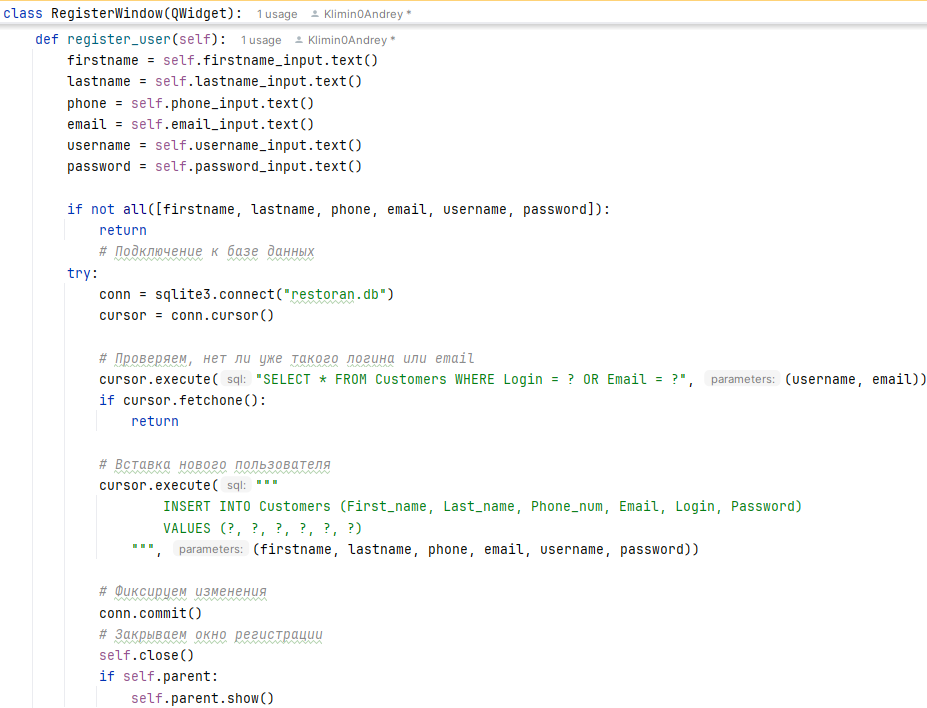 class RegisterWindow(QWidget): 1 usage Klimin0Andrey *
def register_user(self): 1 usage Klimin0Andrey *
firstname = self.firstname_input.text()
lastname = self.lastname_input.text()
phone = self.phone_input.text()
email = self.email_input.text()
username = self.username_input.text()
password = self.password_input.text()
if not all([firstname, lastname, phone, email, username, password]):
return
# Подключение к базе данных
try:
conn = sqlite3.connect("restoran.db")
cursor = conn.cursor()
# Проверяем, нет ли уже такого логина или email
cursor.execute( sql: "SELECT * FROM Customers WHERE Login = ? OR Email = ?", parameters: (username, email))
if cursor.fetchone():
return
# Вставка нового пользователя
cursor.execute( sql: """
INSERT INTO Customers (First_name, Last_name, Phone_num, Email, Login, Password)
VALUES (?, ?, ?, ?, ?, ?)
""", parameters: (firstname, lastname, phone, email, username, password))
# Фиксируем изменения
conn.commit()
# Закрываем окно регистрации
self.close()
if self.parent:
self.parent.show()